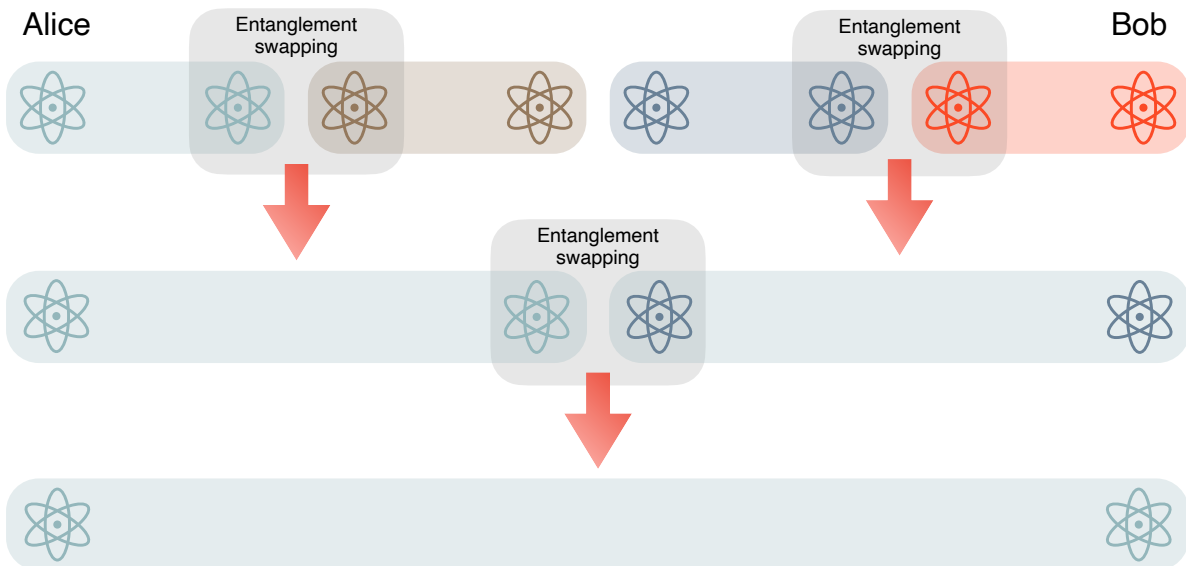 Alice
Entanglement
swapping
Entanglement
swapping
Bob
Entanglement
swapping